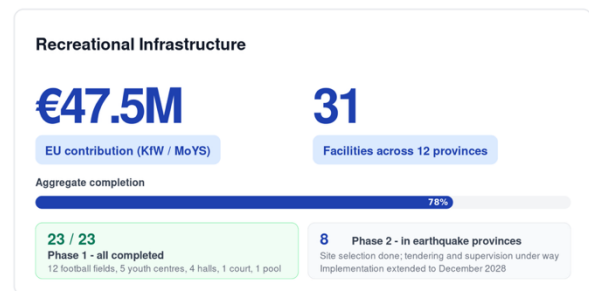 Recreational Infrastructure
€47.5M
31
EU contribution (KfW / MoYS)
Facilities across 12 provinces
Aggregate completion
78%
23 / 23
Phase 1 - all completed
12 football fields, 5 youth centres, 4 halls, 1 court, 1 pool
8 Phase 2 - in earthquake provinces
Site selection done; tendering and supervision under way
Implementation extended to December 2028